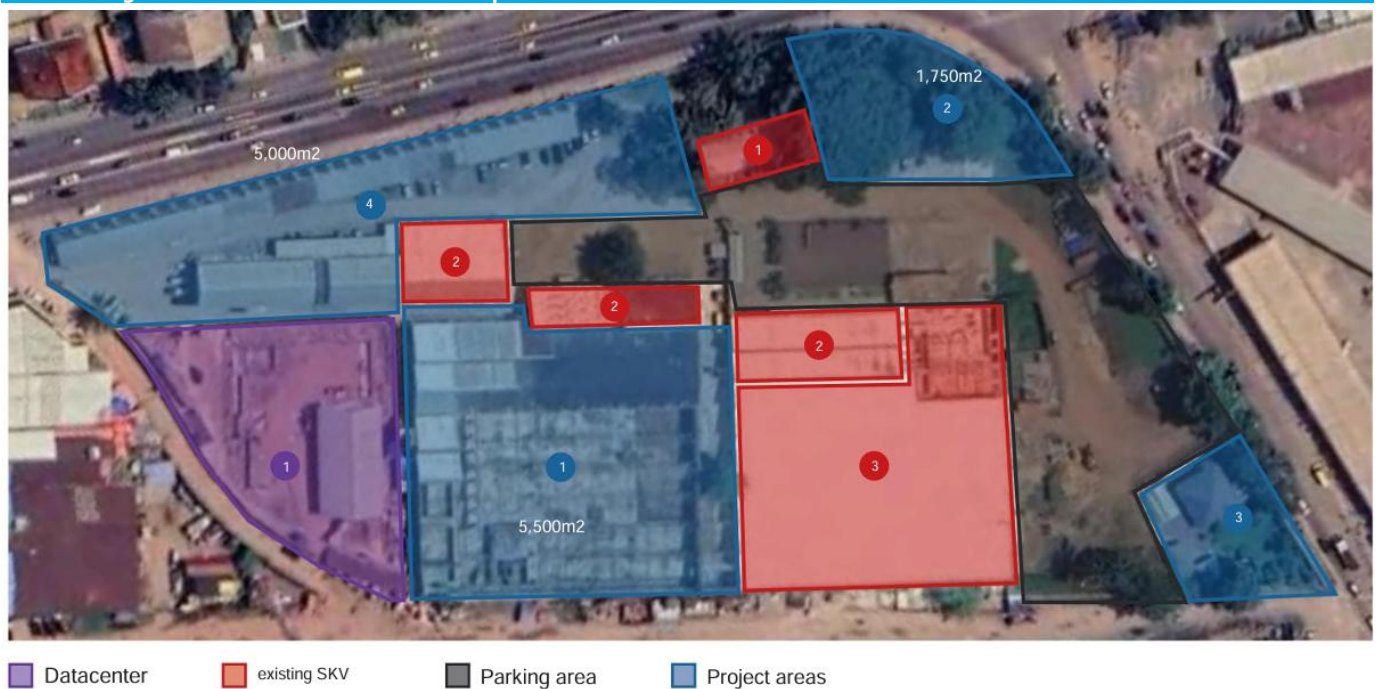 1,750m2
2
1
5,000m2
4
2
2
2
1
1
3
5,500m2
3
Datacenter
existing SKV
Parking area
Project areas